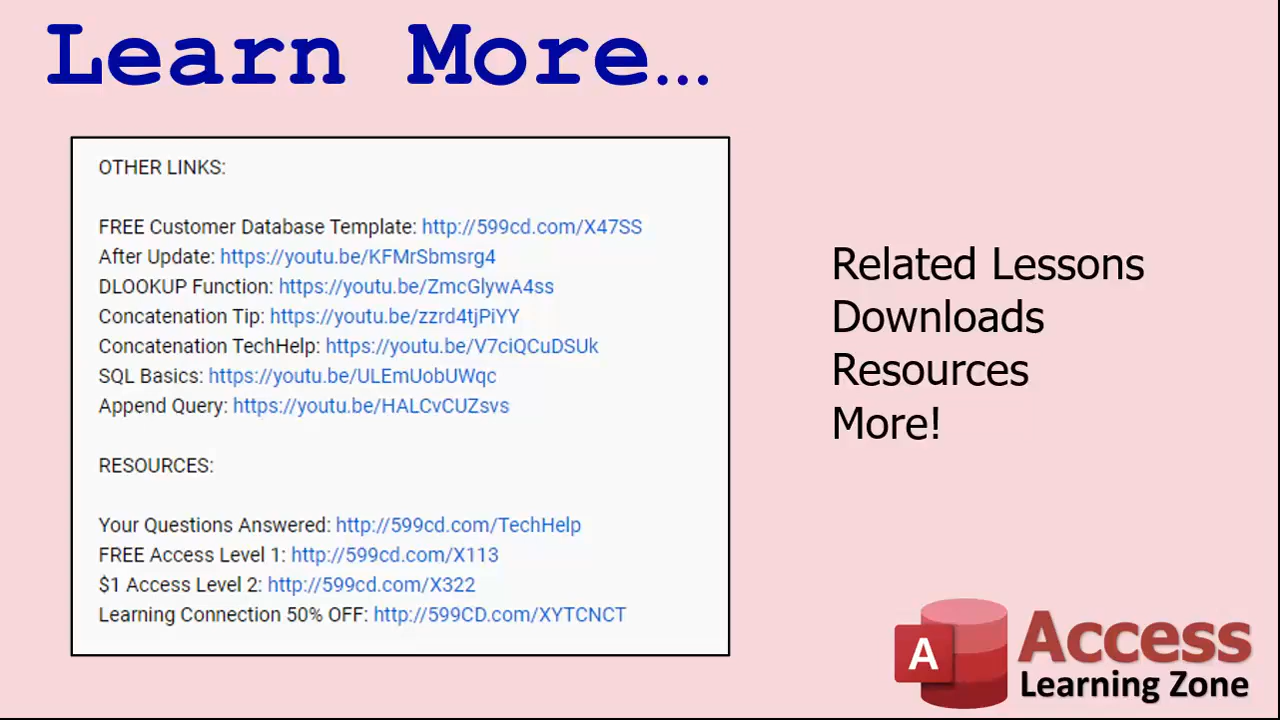 Learn More...
OTHER LINKS:
FREE Customer Database Template: http://599cd.com/X47SS
After Update: https://youtu.be/KFMrSbmsrg4
DLOOKUP Function: https://youtu.be/ZmcGlywA4ss
Concatenation Tip: https://youtu.be/zzrd4tjPiYY
Concatenation TechHelp: https://youtu.be/V7ciQCuDSUk
SQL Basics: https://youtu.be/ULEmUobUWqc
Append Query: https://youtu.be/HALCvCUZsvs
RESOURCES:
Your Questions Answered: http://599cd.com/TechHelp
FREE Access Level 1: http://599cd.com/X113
$1 Access Level 2: http://599cd.com/X322
Learning Connection 50% OFF: http://599CD.com/XYTCNCT
Related Lessons
Downloads
Resources
More!
A
Access
Learning Zone